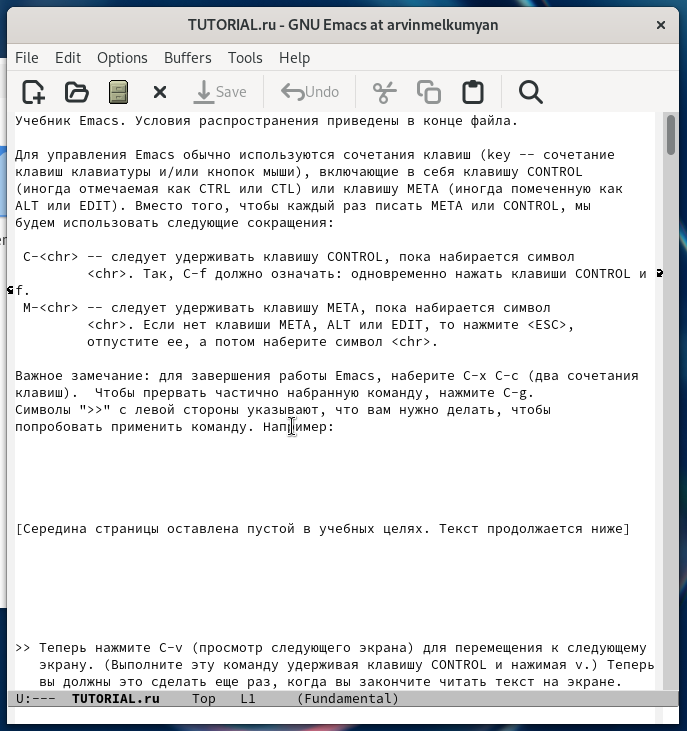 TUTORIAL.ru - GNU Emacs at arvinmelkumyan
File Edit Options Buffers Tools Help
Save Undo
Учебник Emacs. Условия распространения приведены в конце файла.
Для управления Emacs обычно используются сочетания клавиш (key -- сочетание
клавиш клавиатуры и/или кнопок мыши), включающие в себя клавишу CONTROL
(иногда отмечаемая как CTRL или CTL) или клавишу META (иногда помеченную как
ALT или EDIT). Вместо того, чтобы каждый раз писать META или CONTROL, мы
будем использовать следующие сокращения:
C-<chr> -- следует удерживать клавишу CONTROL, пока набирается символ
<chr>. Так, C-f должно означать: одновременно нажать клавиши CONTROL и
f.
M-<chr> -- следует удерживать клавишу META, пока набирается символ
<chr>. Если нет клавиши META, ALT или EDIT, то нажмите <ESC>,
отпустите ее, а потом наберите символ <chr>.
Важное замечание: для завершения работы Emacs, наберите C-x C-c (два сочетания
клавиш).  Чтобы прервать частично набранную команду, нажмите C-g.
Символы ">>" с левой стороны указывают, что вам нужно делать, чтобы
попробовать применить команду. Например:
[Середина страницы оставлена пустой в учебных целях. Текст продолжается ниже]
>> Теперь нажмите C-v (просмотр следующего экрана) для перемещения к следующему
экрану. (Выполните эту команду удерживая клавишу CONTROL и нажимая v.) Теперь
вы должны это сделать еще раз, когда вы закончите читать текст на экране.
U:--- TUTORIAL.ru Top L1 (Fundamental)